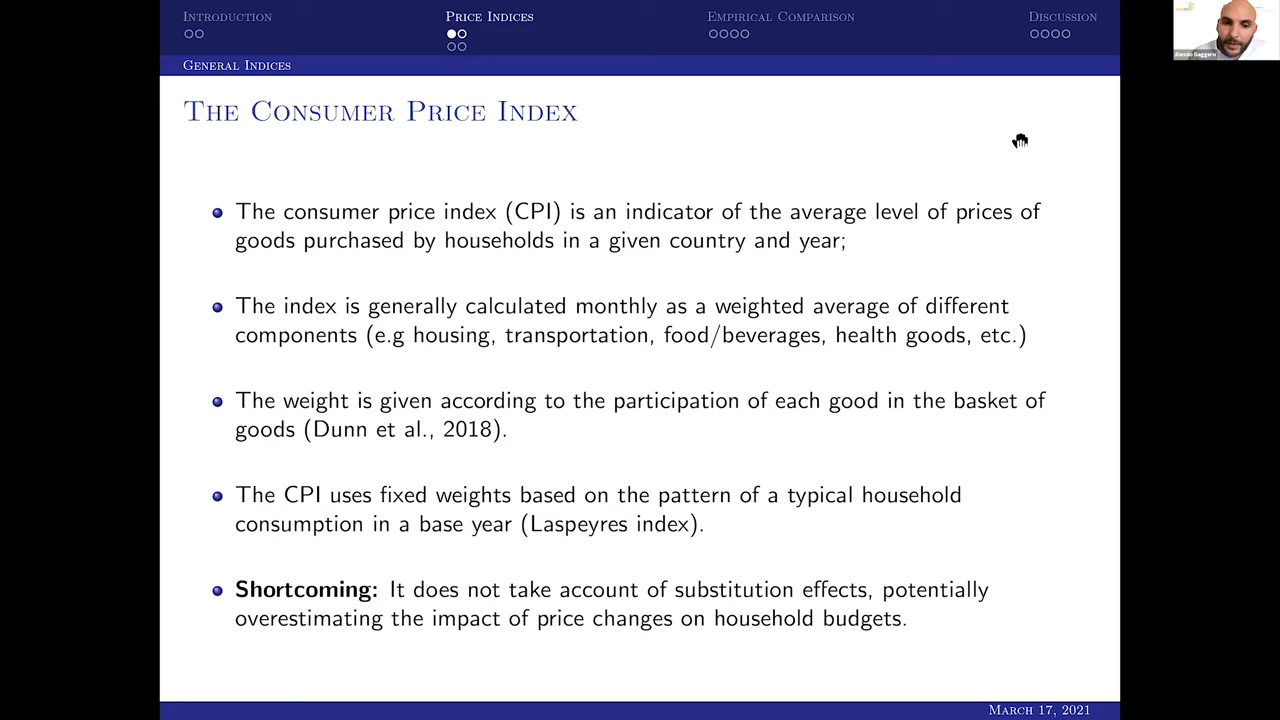 Introduction
Price Indices
Empirical Comparison
Discussion
Alessio Gaggero
General Indices
The Consumer Price Index
The consumer price index (CPI) is an indicator of the average level of prices of
goods purchased by households in a given country and year;
The index is generally calculated monthly as a weighted average of different
components (e.g housing, transportation, food/beverages, health goods, etc.)
The weight is given according to the participation of each good in the basket of
goods (Dunn et al., 2018).
The CPI uses fixed weights based on the pattern of a typical household
consumption in a base year (Laspeyres index).
Shortcoming: It does not take account of substitution effects, potentially
overestimating the impact of price changes on household budgets.
March 17, 2021